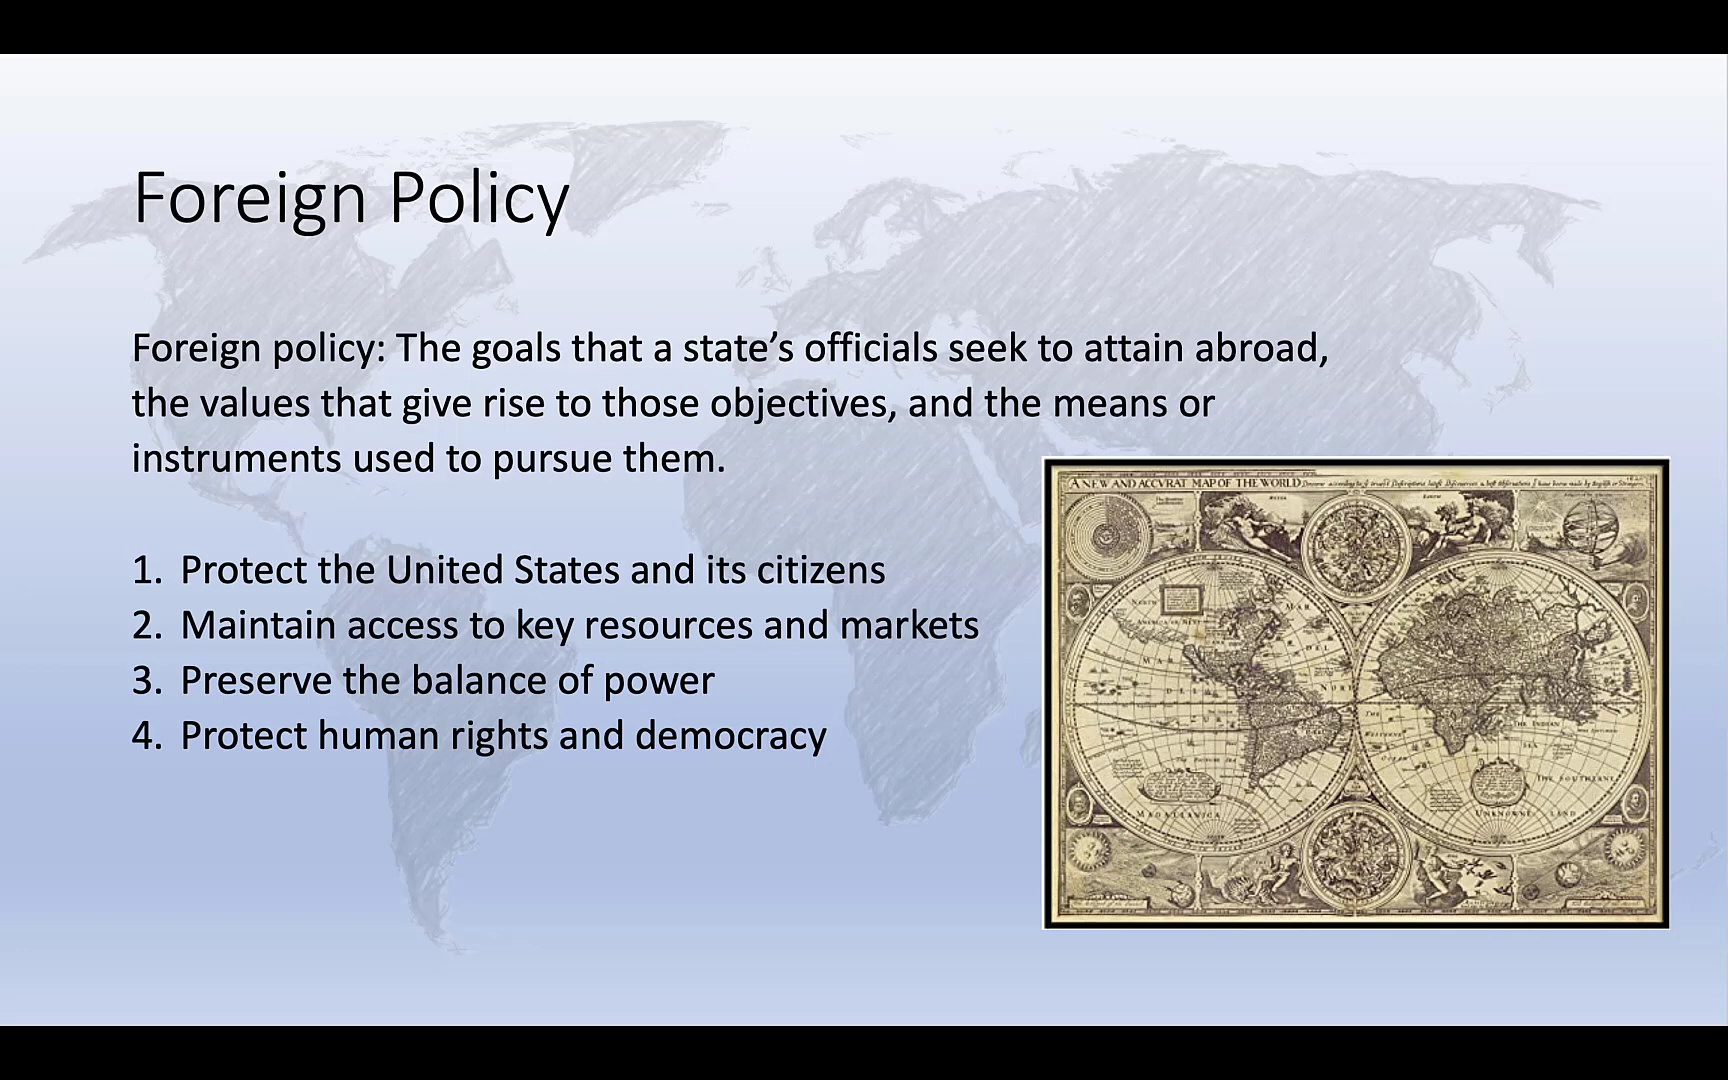 Foreign Policy
Foreign policy: The goals that a state’s officials seek to attain abroad,
the values that give rise to those objectives, and the means or
instruments used to pursue them.
1. Protect the United States and its citizens
2. Maintain access to key resources and markets
3. Preserve the balance of power
4. Protect human rights and democracy
A NEW AND ACCVRAT MAP OF THE WORLD